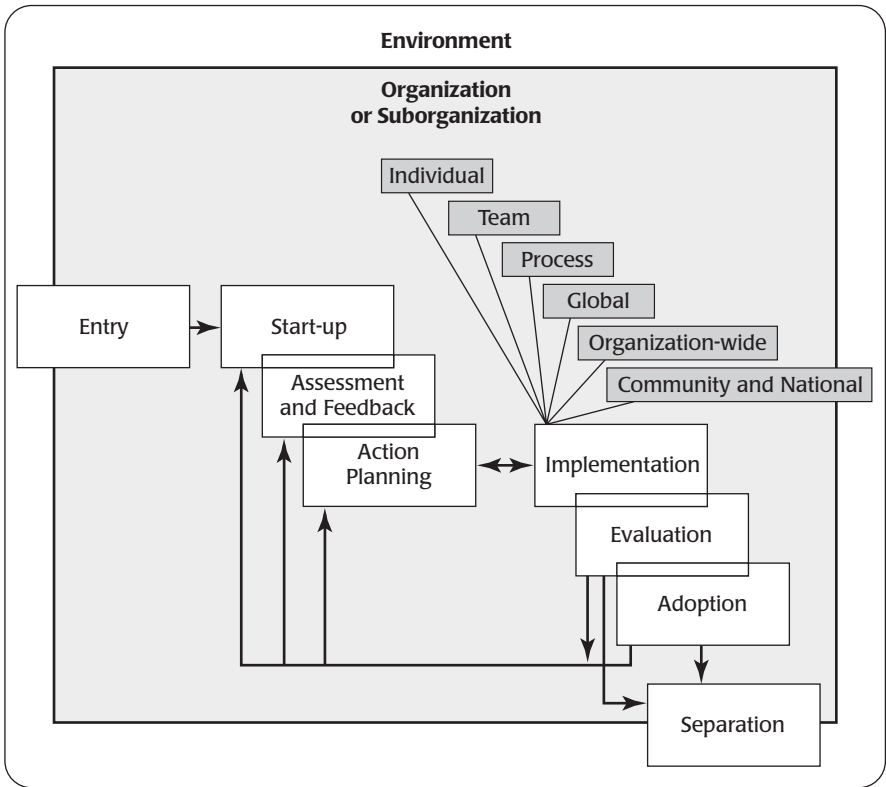 Environment
Organization
or Suborganization
Individual
Team
Process
Global
Organization-wide
Community and National
Entry
Start-up
Assessment
and Feedback
Action
Planning
Implementation
Evaluation
Adoption
Separation